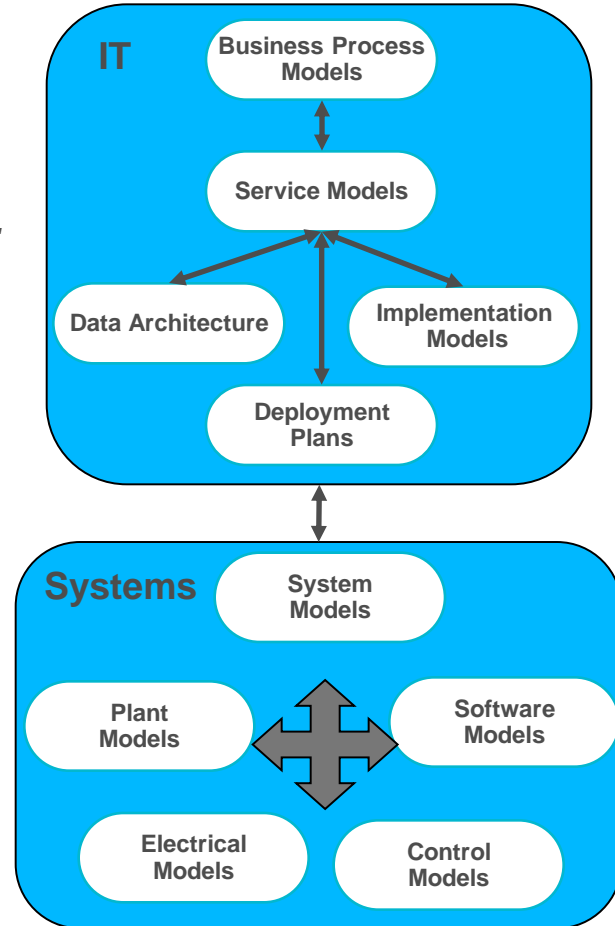 IT
Business Process
Models
Service Models
Data Architecture
Implementation
Models
Deployment
Plans
Systems
System
Models
Plant
Models
Software
Models
Electrical
Models
Control
Models